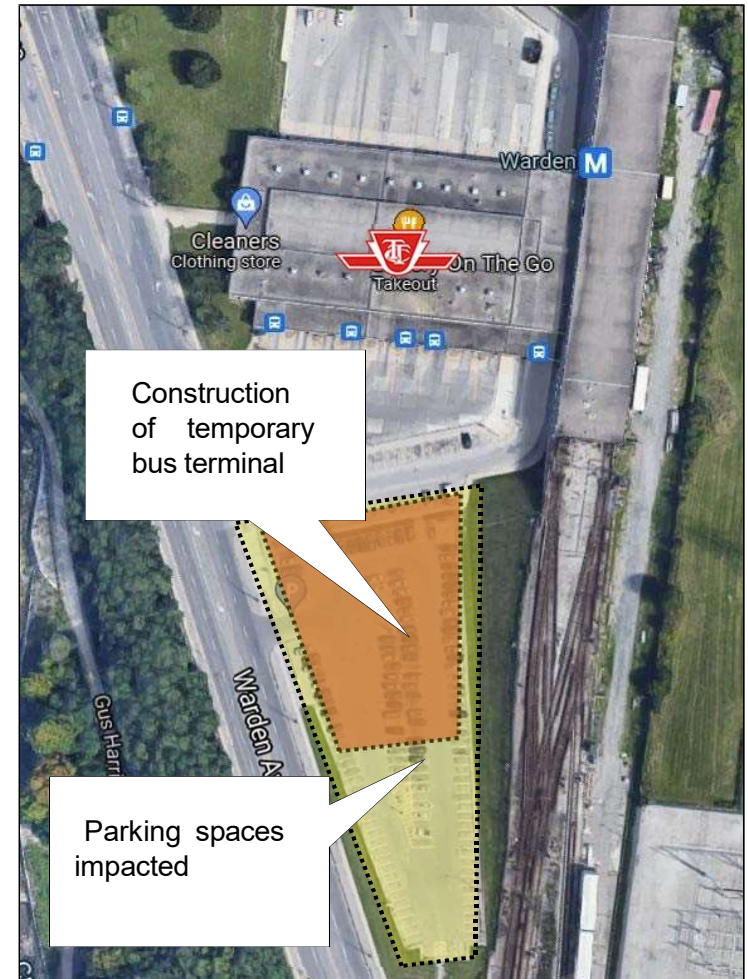 Warden M
Cleaners
Clothing store
On The Go
Takeout
Construction
of temporary
bus terminal
Warden A
Gus Harri
Parking spaces
impacted